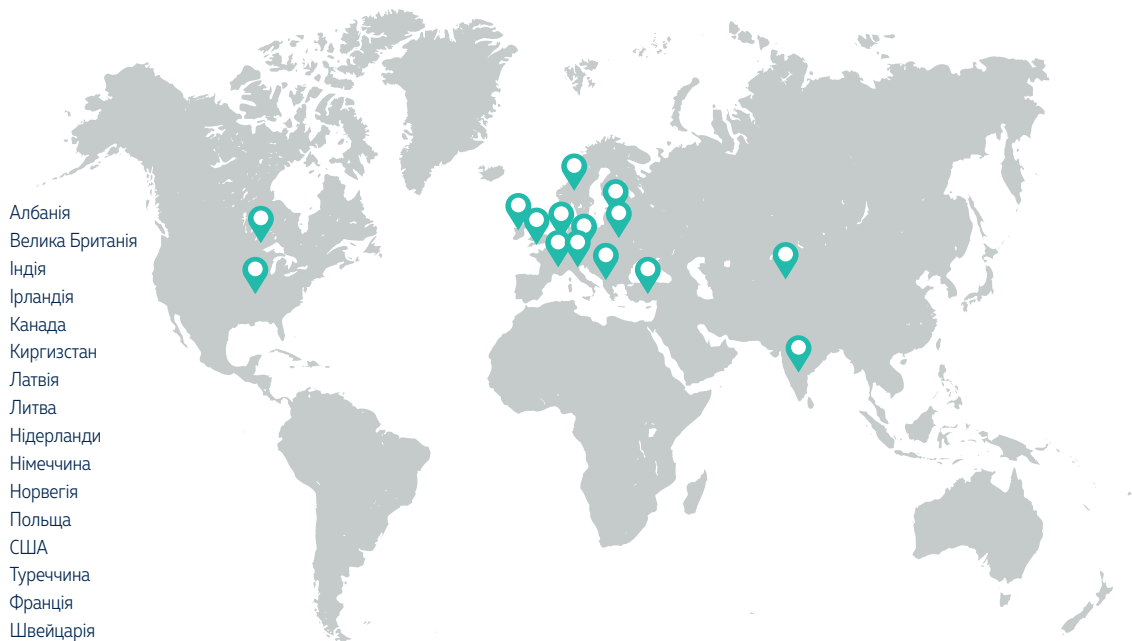 Албанія
Велика Британія
Індія
Ірландія
Канада
Киргизстан
Латвія
Литва
Нідерланди
Німеччина
Норвегія
Польща
США
Туреччина
Франція
Швейцарія